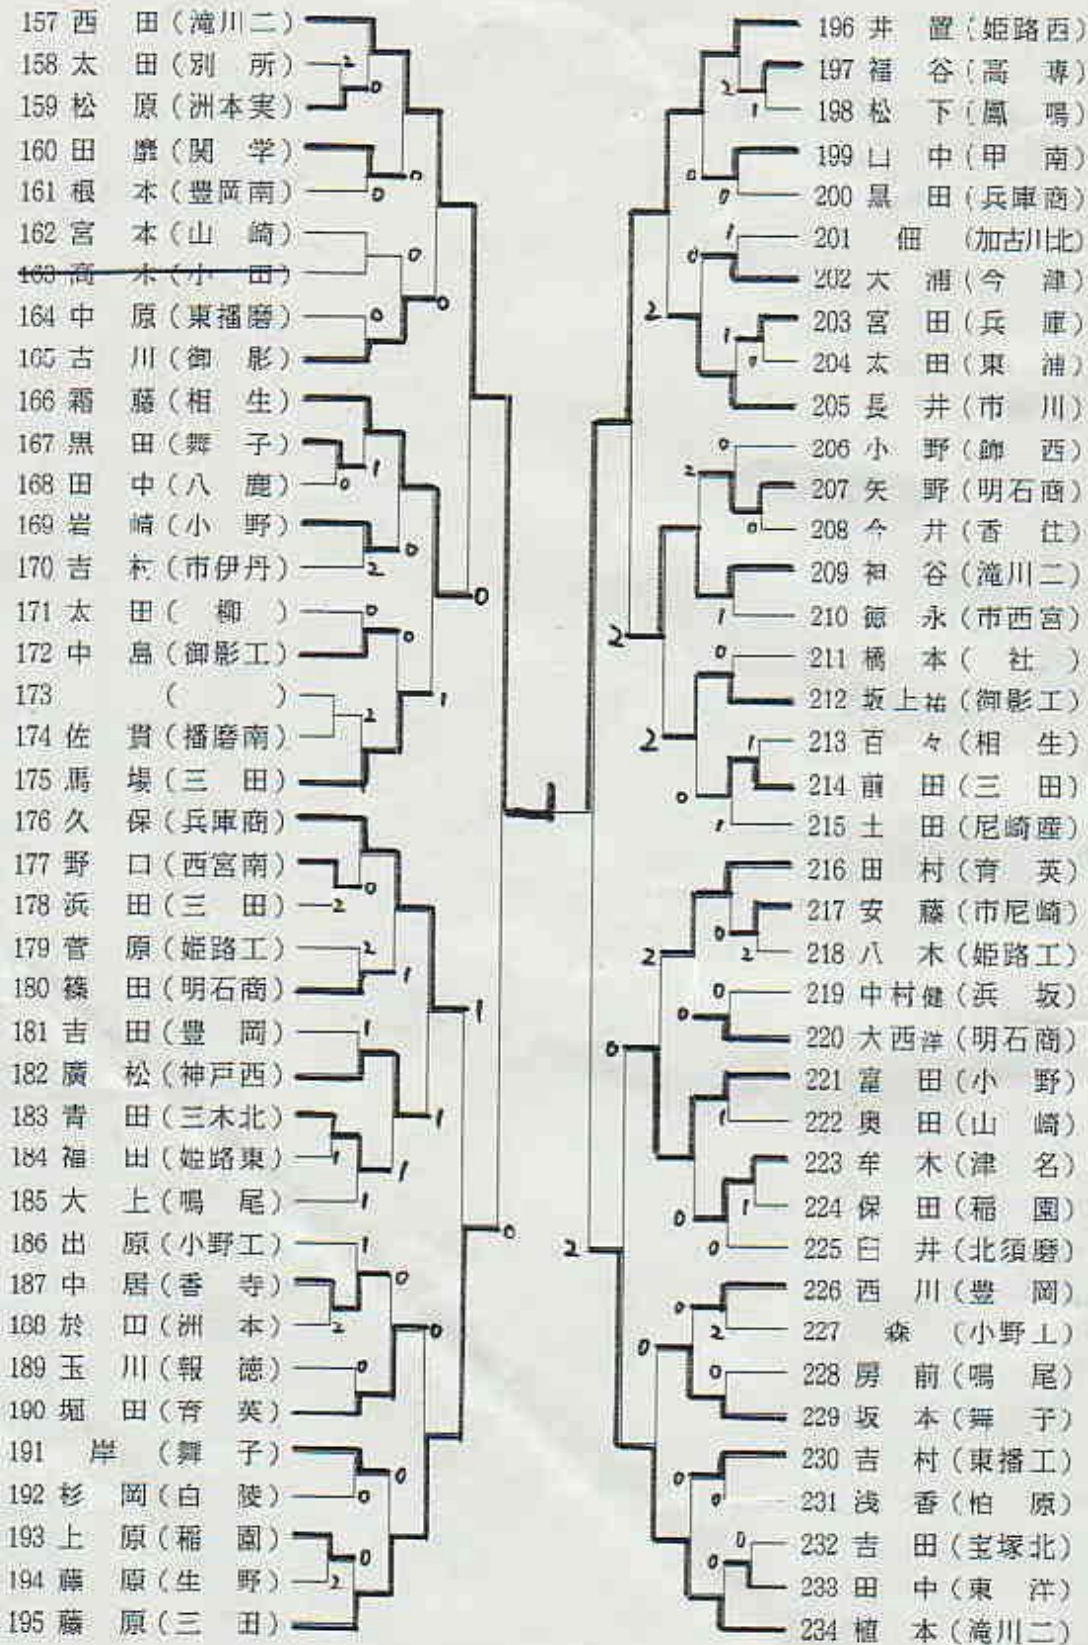 157 西 田 (滝川二)
158 太 田 (別 所)
159 松 原 (洲本実)
160 田 靡 (関 学)
161 根 本 (豊岡南)
162 宮 本 (山 崎)
163 高 木 (小 田)
164 中 原 (東播磨)
165 古 川 (御 影)
166 霜 藤 (相 生)
167 黒 田 (舞 子)
168 田 中 (八 鹿)
169 岩 崎 (小 野)
170 吉 村 (市伊丹)
171 太 田 ( 柳 )
172 中 島 (御影工)
173 ( )
174 佐 貫 (播磨南)
175 馬 場 (三 田)
176 久 保 (兵庫商)
177 野 口 (西宮南)
178 浜 田 (三 田)
179 菅 原 (姫路工)
180 篠 田 (明石商)
181 吉 田 (豊 岡)
182 廣 松 (神戸西)
183 青 田 (三木北)
184 福 田 (姫路東)
185 大 上 (鳴 尾)
186 出 原 (小野工)
187 中 居 (香 寺)
188 於 田 (洲 本)
189 玉 川 (報 徳)
190 堀 田 (育 英)
191 岸 (舞 子)
192 杉 岡 (白 陵)
193 上 原 (稲 園)
194 藤 原 (生 野)
195 藤 原 (三 田)
196 井 置 (姫路西)
197 福 谷 (高 専)
198 松 下 (鳳 鳴)
199 山 中 (甲 南)
200 黒 田 (兵庫商)
201 佃 (加古川北)
202 大 浦 (今 津)
203 宮 田 (兵 庫)
204 太 田 (東 浦)
205 長 井 (市 川)
206 小 野 (飾 西)
207 矢 野 (明石商)
208 今 井 (香 住)
209 神 谷 (滝川二)
210 徳 永 (市西宮)
211 橋 本 ( 社 )
212 坂上祐 (御影工)
213 百 々 (相 生)
214 前 田 (三 田)
215 土 田 (尼崎産)
216 田 村 (育 英)
217 安 藤 (市尼崎)
218 八 木 (姫路工)
219 中村健 (浜 坂)
220 大西洋 (明石商)
221 富 田 (小 野)
222 奥 田 (山 崎)
223 牟 木 (津 名)
224 保 田 (稲 園)
225 臼 井 (北須磨)
226 西 川 (豊 岡)
227 森 (小野工)
228 房 前 (鳴 尾)
229 坂 本 (舞 子)
230 吉 村 (東播工)
231 浅 香 (柏 原)
232 吉 田 (宝塚北)
233 田 中 (東 洋)
234 植 本 (滝川二)